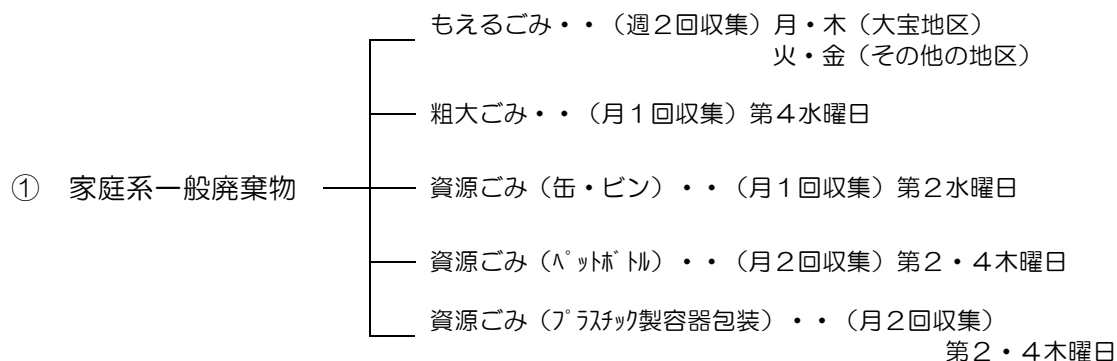 もえるごみ・・（週２回収集）月・木（大宝地区）
火・金（その他の地区）
粗大ごみ・・（月１回収集）第４水曜日
① 家庭系一般廃棄物
資源ごみ（缶・ビン）・・（月１回収集）第２水曜日
資源ごみ（ﾍﾟｯﾄﾎﾞﾄﾙ）・・（月２回収集）第２・４木曜日
資源ごみ（ﾌﾟﾗｽﾁｯｸ製容器包装）・・（月２回収集）
第２・４木曜日